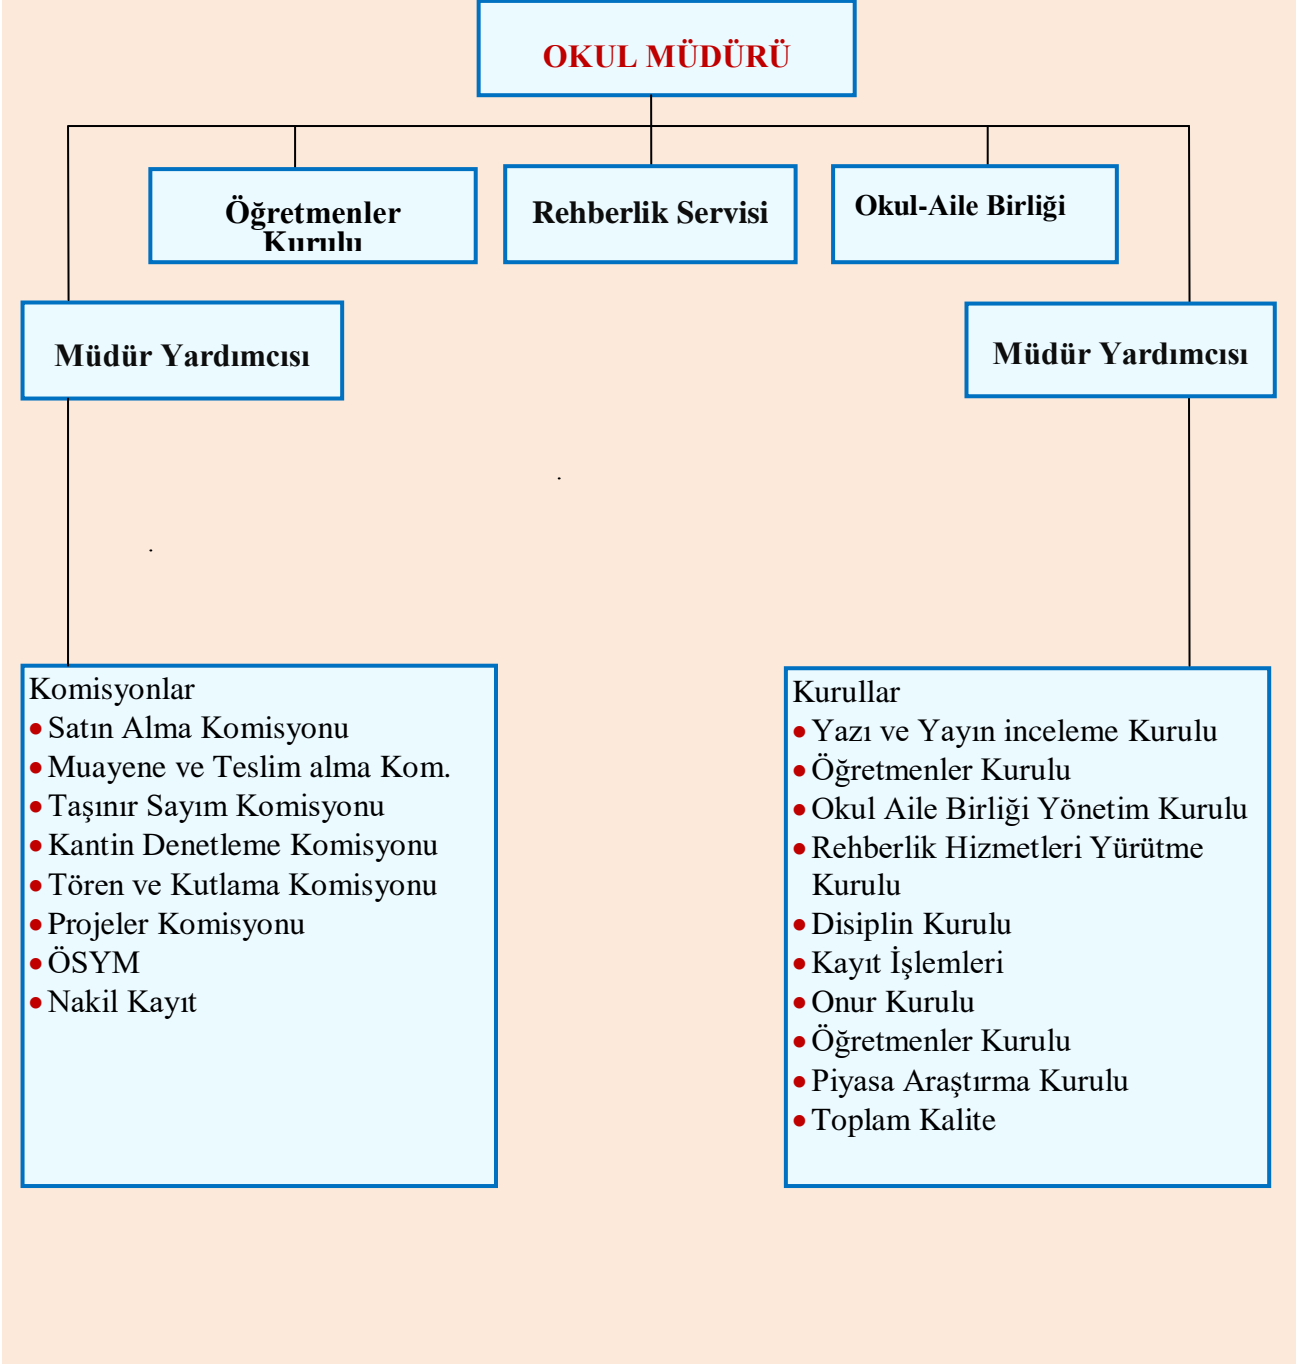 OKUL MÜDÜRÜ
Öğretmenler
Kurulu
Rehberlik Servisi
Okul-Aile Birliği
Müdür Yardımcısı
Müdür Yardımcısı
Komisyonlar
•Satın Alma Komisyonu
•Muayene ve Teslim alma Kom.
•Taşınır Sayım Komisyonu
•Kantin Denetleme Komisyonu
•Tören ve Kutlama Komisyonu
•Projeler Komisyonu
•ÖSYM
•Nakil Kayıt
Kurullar
•Yazı ve Yayın inceleme Kurulu
•Öğretmenler Kurulu
•Okul Aile Birliği Yönetim Kurulu
•Rehberlik Hizmetleri Yürütme
Kurulu
•Disiplin Kurulu
•Kayıt İşlemleri
•Onur Kurulu
•Öğretmenler Kurulu
•Piyasa Araştırma Kurulu
•Toplam Kalite